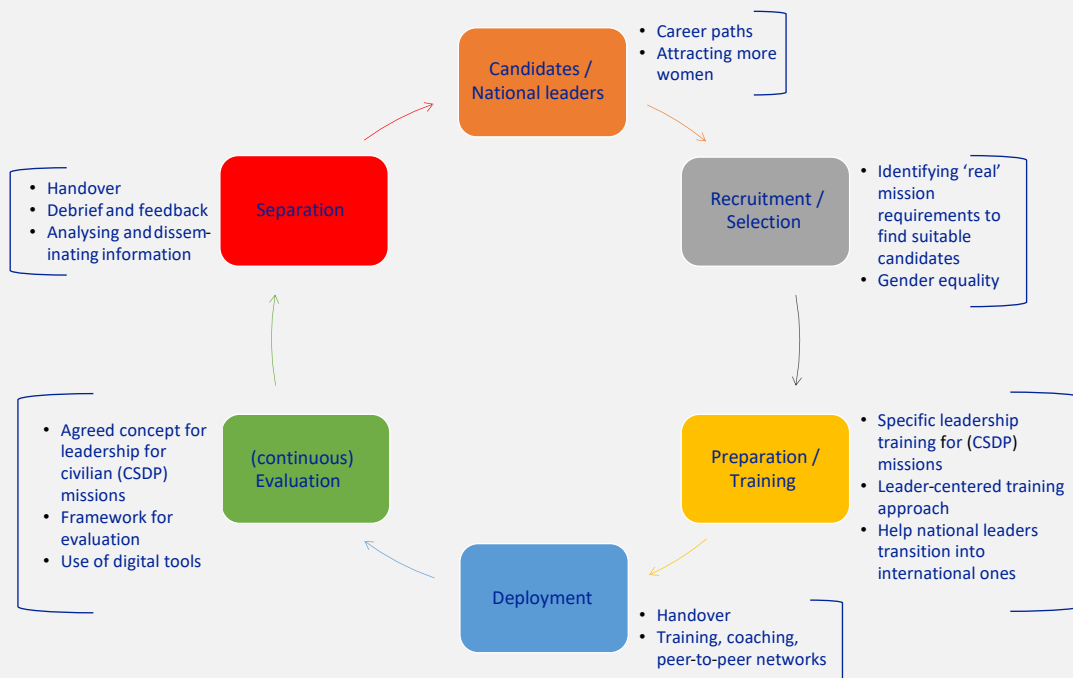 Candidates /
National leaders
• Career paths
• Attracting more
women
Recruitment /
Selection
• Identifying ‘real’
mission
requirements to
find suitable
candidates
• Gender equality
Preparation /
Training
• Specific leadership
training for (CSDP)
missions
• Leader-centered training
approach
• Help national leaders
transition into
international ones
Deployment
• Handover
• Training, coaching,
peer-to-peer networks
(continuous)
Evaluation
• Agreed concept for
leadership for
civilian (CSDP)
missions
• Framework for
evaluation
• Use of digital tools
Separation
• Handover
• Debrief and feedback
• Analysing and dissem-
inating information